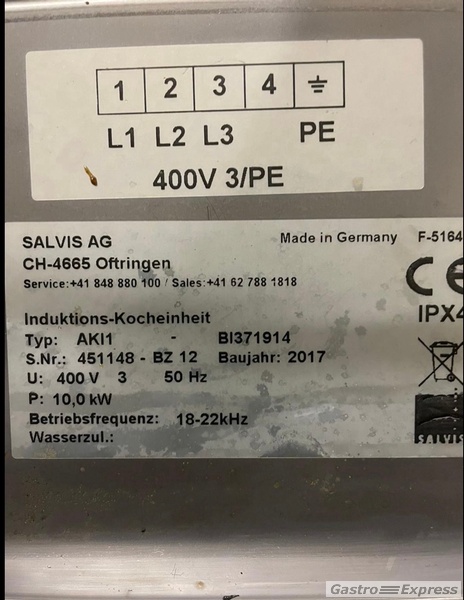 1 2 3 4
L1 L2 L3 PE
400V 3/PE
SALVIS AG Made in Germany F-5164
CH-4665 Oftringen
Service:+41 848 880 100 / Sales:+41 62 788 1818
CE
Induktions-Kocheinheit IPX4
Typ: AKI1 - BI371914
S.Nr.: 451148 - BZ 12 Baujahr: 2017
U: 400 V 3 50 Hz
P: 10,0 kW
Betriebsfrequenz: 18-22kHz
Wasserzul.:
SALVIS
Gastro Express